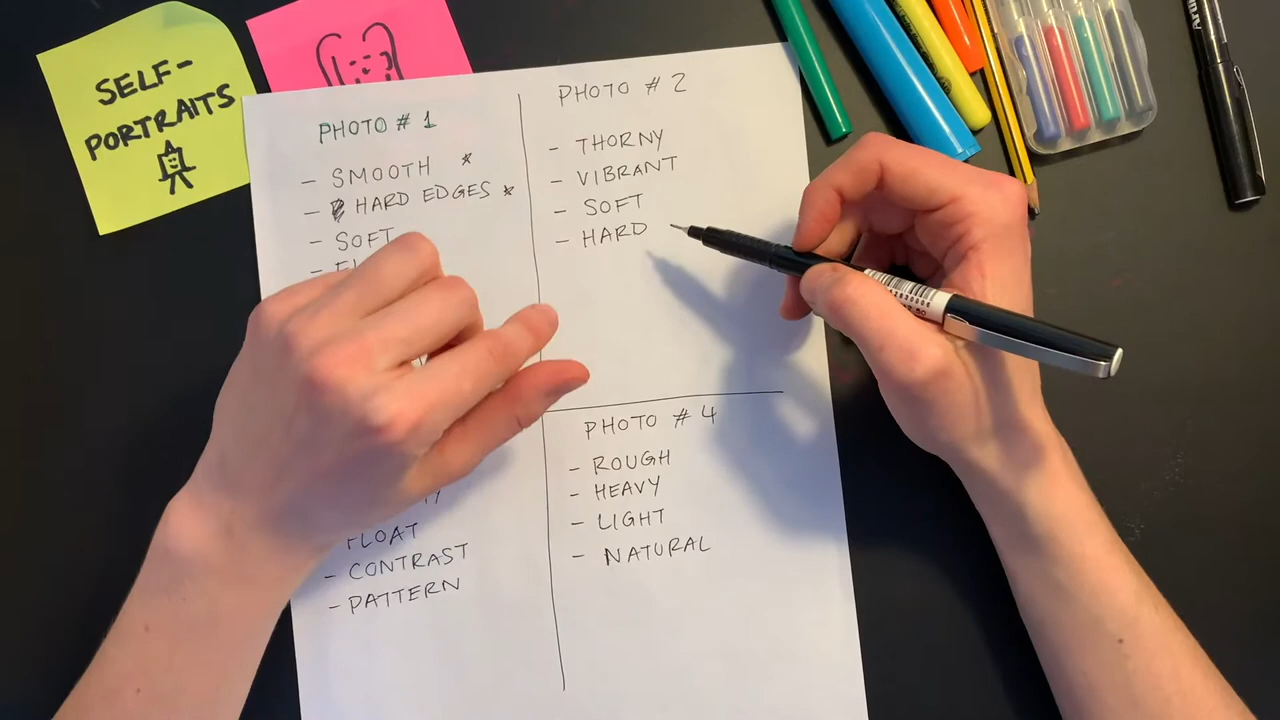 SELF-
PORTRAITS
PHOTO # 1
- SMOOTH *
- HARD EDGES *
- SOFT
PHOTO # 2
- THORNY
- VIBRANT
- SOFT
- HARD
FLOAT
- CONTRAST
- PATTERN
PHOTO # 4
- ROUGH
- HEAVY
- LIGHT
- NATURAL